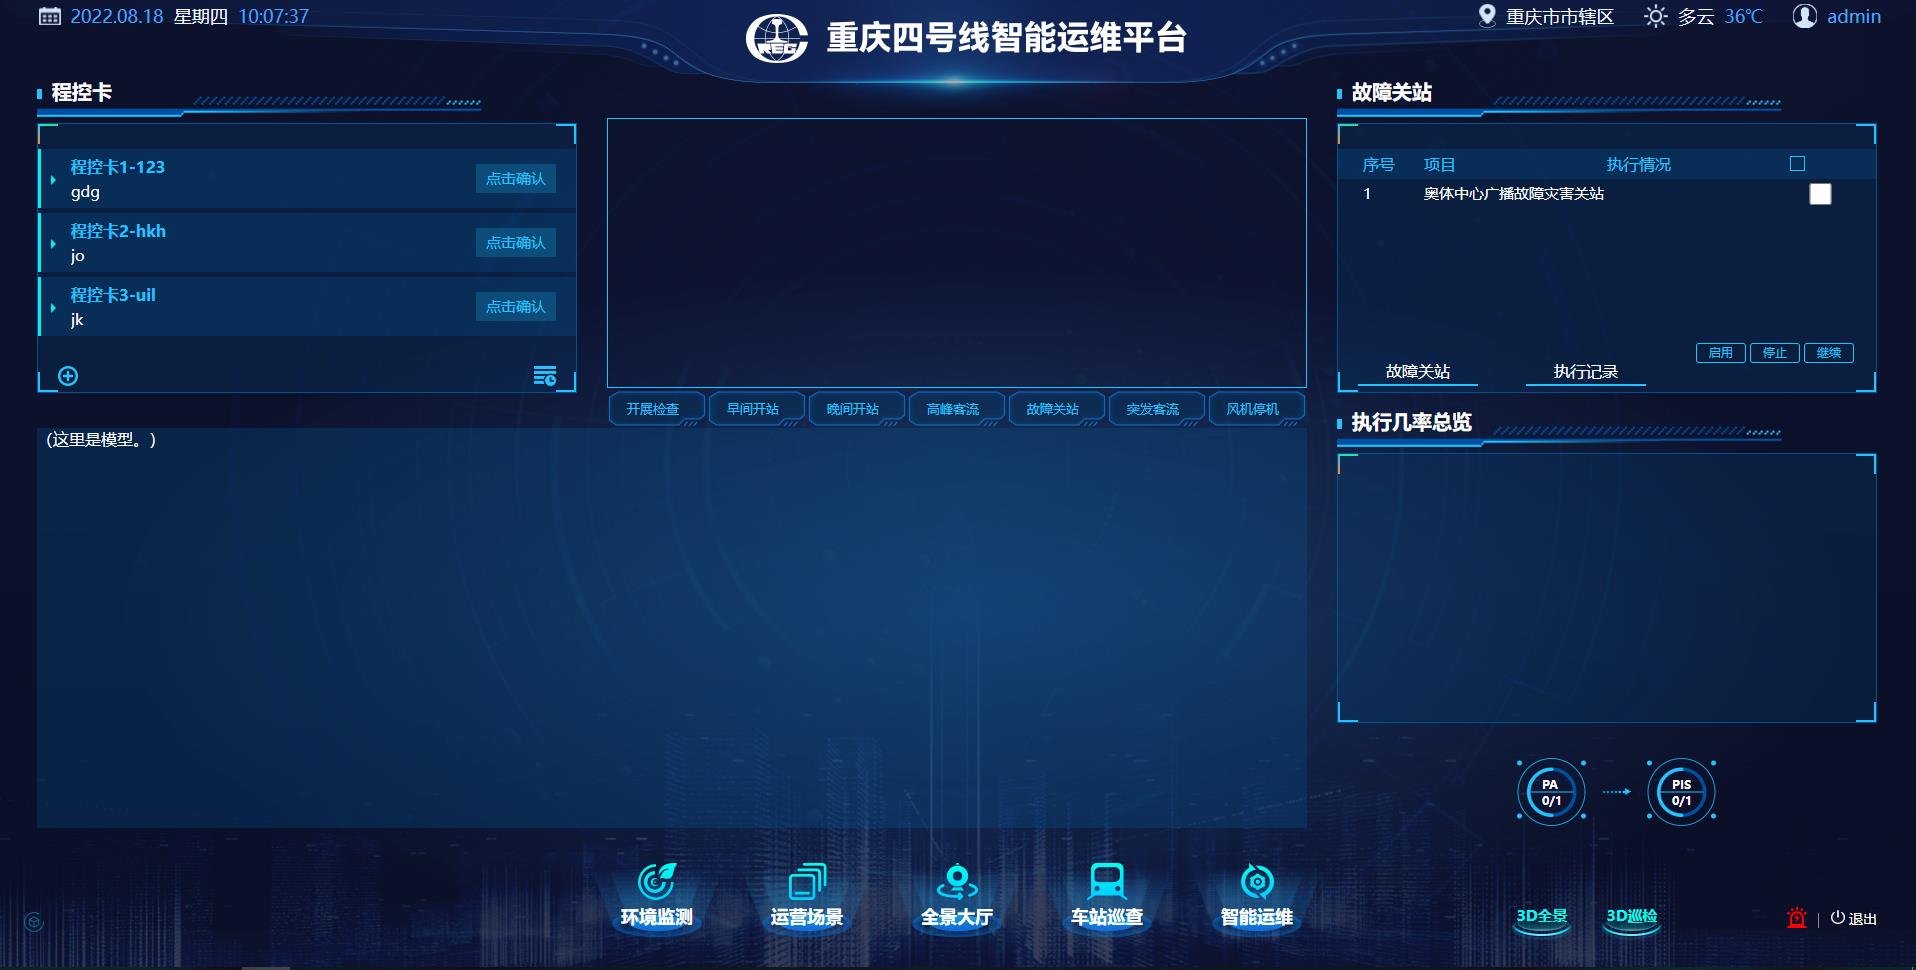 2022.08.18 星期四 10:07:37
CREC
重庆四号线智能运维平台
重庆市市辖区 多云 36℃ admin
程控卡
程控卡1-123
gdg
点击确认
程控卡2-hkh
jo
点击确认
程控卡3-uil
jk
点击确认
开展检查 早间开站 晚间开站 高峰客流 故障关站 突发客流 风机停机
(这里是模型。)
故障关站
序号 项目 执行情况
1 奥体中心广播故障灾害关站
启用 停止 继续
故障关站 执行记录
执行几率总览
PA
0/1
PIS
0/1
环境监测 运营场景 全景大厅 车站巡查 智能运维
3D全景 3D巡检
退出